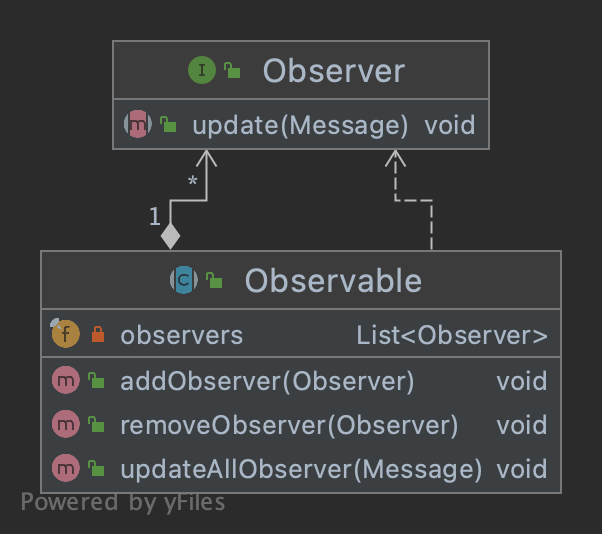 I Observer
m update(Message) void
*
1
C Observable
f observers List<Observer>
m addObserver(Observer) void
m removeObserver(Observer) void
m updateAllObserver(Message) void
Powered by yFiles